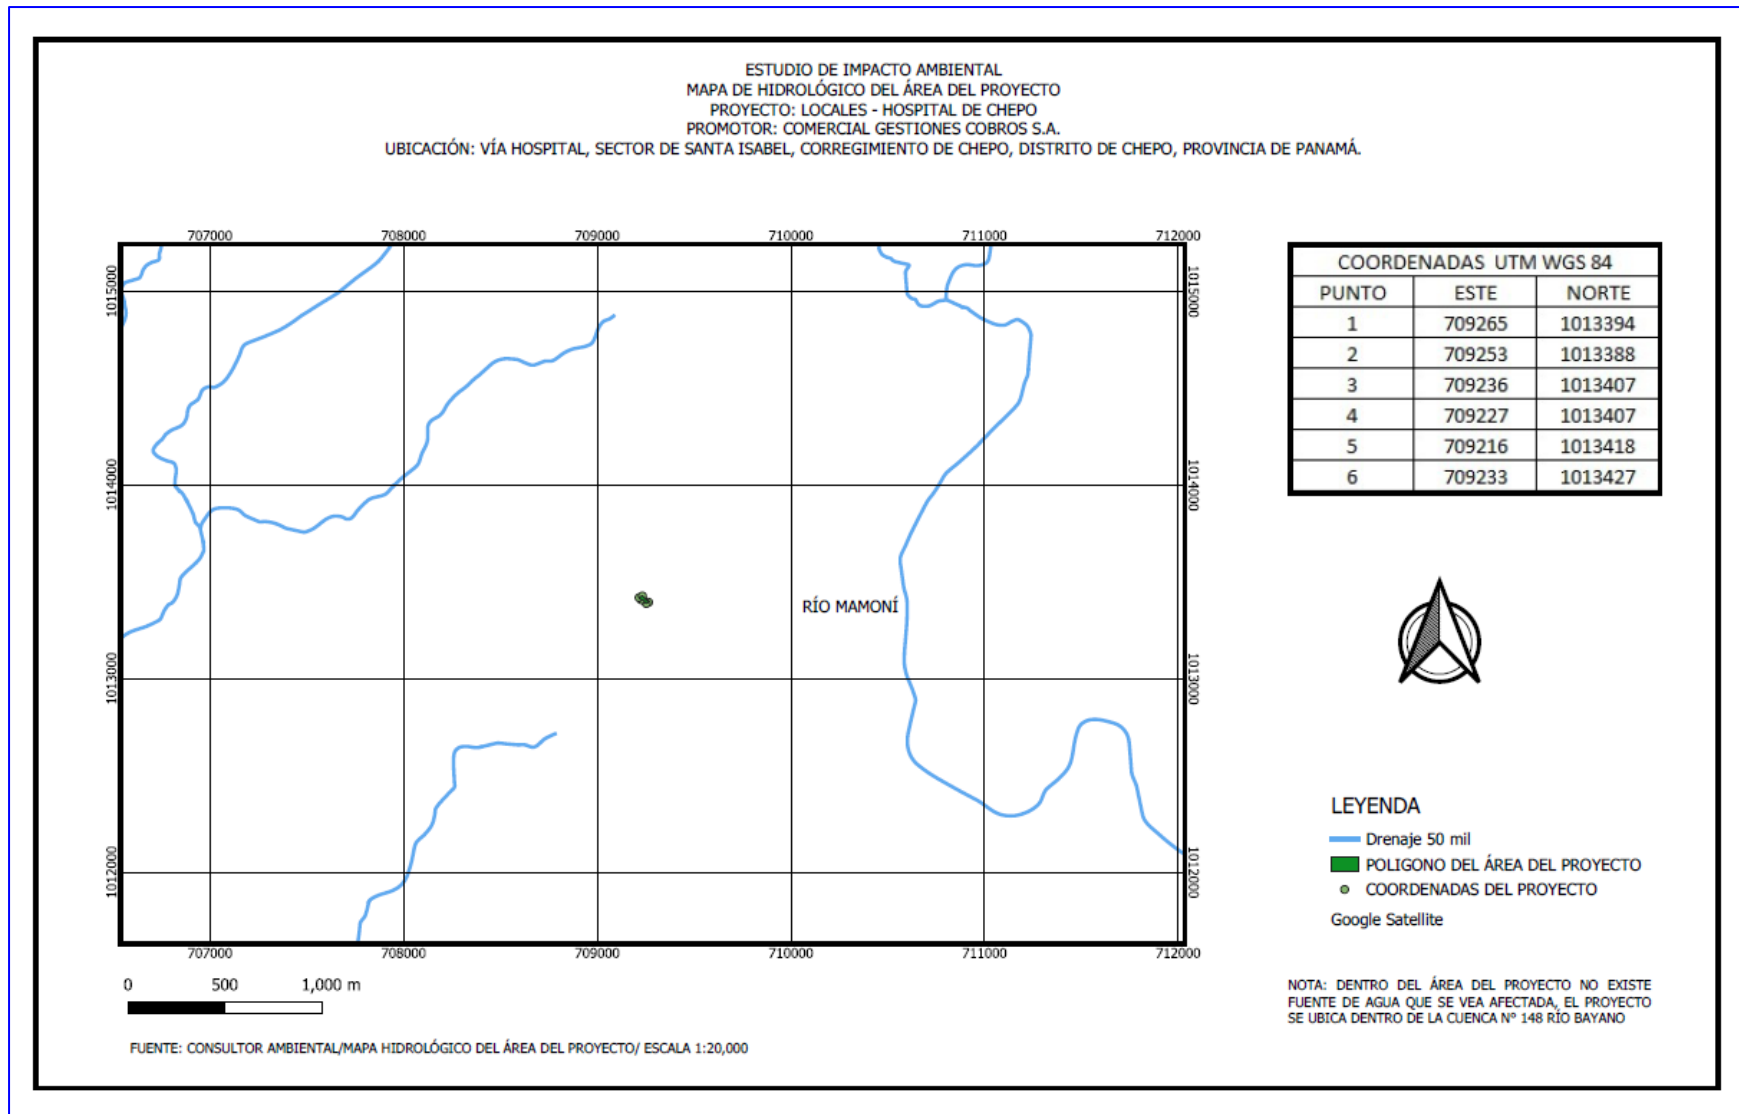 ESTUDIO DE IMPACTO AMBIENTAL
MAPA DE HIDROLÓGICO DEL ÁREA DEL PROYECTO
PROYECTO: LOCALES - HOSPITAL DE CHEPO
PROMOTOR: COMERCIAL GESTIONES COBROS S.A.
UBICACIÓN: VÍA HOSPITAL, SECTOR DE SANTA ISABEL, CORREGIMIENTO DE CHEPO, DISTRITO DE CHEPO, PROVINCIA DE PANAMÁ.
707000 708000 709000 710000 711000 712000
1015000 1015000
1014000 1014000
RÍO MAMONÍ
1013000 1013000
1012000 1012000
707000 708000 709000 710000 711000 712000
0 500 1,000 m
FUENTE: CONSULTOR AMBIENTAL/MAPA HIDROLÓGICO DEL ÁREA DEL PROYECTO/ ESCALA 1:20,000
COORDENADAS UTM WGS 84
PUNTO ESTE NORTE
1 709265 1013394
2 709253 1013388
3 709236 1013407
4 709227 1013407
5 709216 1013418
6 709233 1013427
LEYENDA
Drenaje 50 mil
POLIGONO DEL ÁREA DEL PROYECTO
COORDENADAS DEL PROYECTO
Google Satellite
NOTA: DENTRO DEL ÁREA DEL PROYECTO NO EXISTE
FUENTE DE AGUA QUE SE VEA AFECTADA, EL PROYECTO
SE UBICA DENTRO DE LA CUENCA Nº 148 RÍO BAYANO